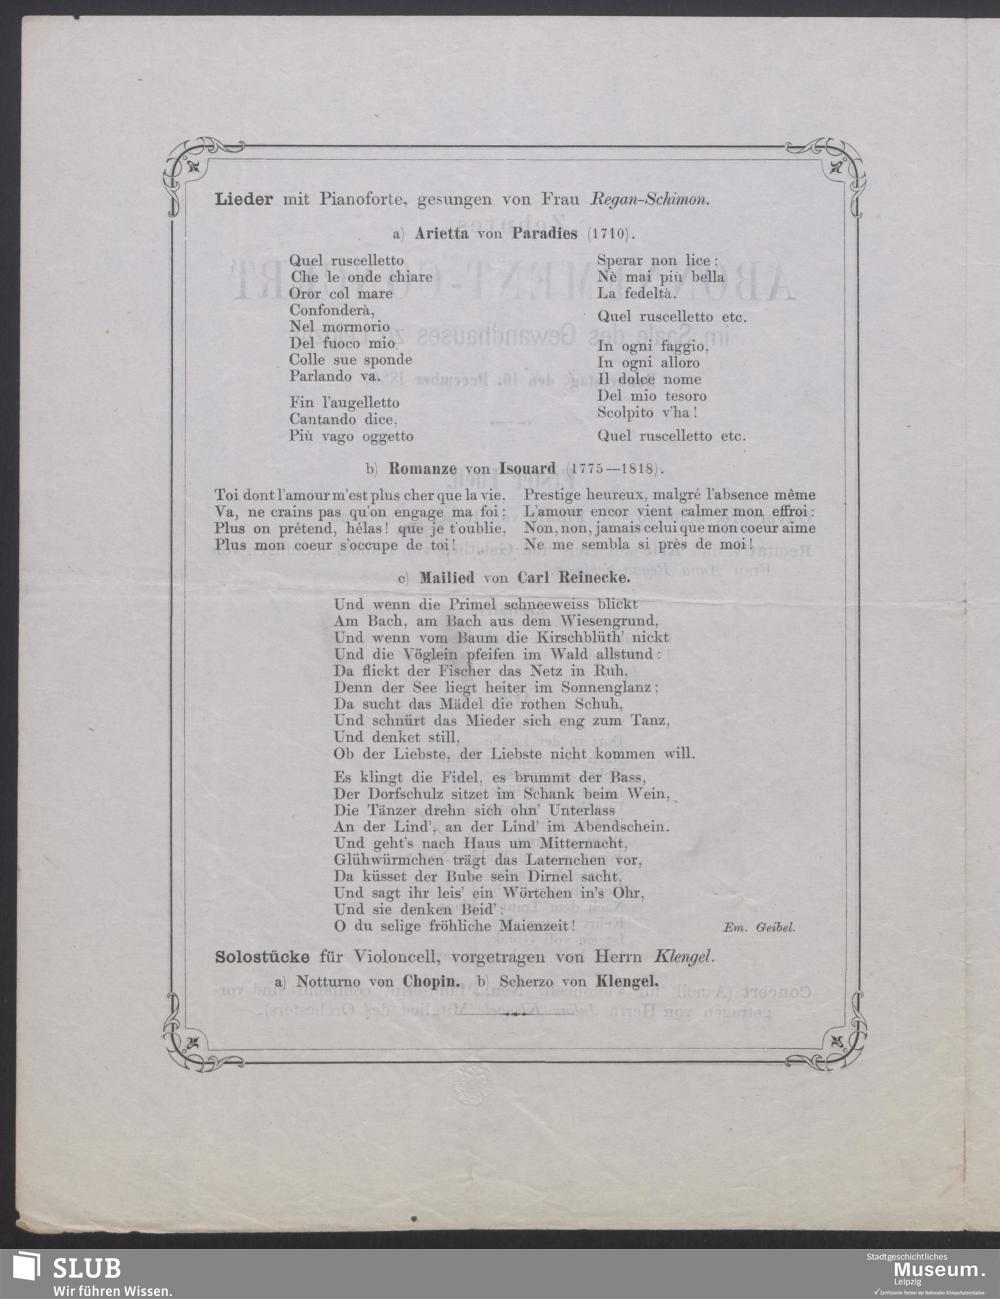 Lieder mit Pianoforte, gesungen von Frau Regan-Schimon.
a) Arietta von Paradies (1710).
Quel ruscelletto
Che le onde chiare
Oror col mare
Confonderà,
Nel mormorio
Del fuoco mio
Colle sue sponde
Parlando va.
Fin l'augelletto
Cantando dice,
Più vago oggetto
Sperar non lice;
Nè mai più bella
La fedeltà.
Quel ruscelletto etc.
In ogni faggio,
In ogni alloro
Il dolce nome
Del mio tesoro
Scolpito v'ha!
Quel ruscelletto etc.
b) Romanze von Isouard (1775—1818).
Toi dont l'amour m'est plus cher que la vie,
Va, ne crains pas qu'on engage ma foi;
Plus on prétend, hélas! que je t'oublie,
Plus mon coeur s'occupe de toi!
Prestige heureux, malgré l'absence même
L'amour encor vient calmer mon effroi:
Non, non, jamais celui que mon coeur aime
Ne me sembla si près de moi!
c) Mailied von Carl Reinecke.
Und wenn die Primel schneeweiss blickt
Am Bach, am Bach aus dem Wiesengrund,
Und wenn vom Baum die Kirschblüth' nickt
Und die Vöglein pfeifen im Wald allstund:
Da flickt der Fischer das Netz in Ruh,
Denn der See liegt heiter im Sonnenglanz;
Da sucht das Mädel die rothen Schuh,
Und schnürt das Mieder sich eng zum Tanz,
Und denket still,
Ob der Liebste, der Liebste nicht kommen will.
Es klingt die Fidel, es brummt der Bass,
Der Dorfschulz sitzet im Schank beim Wein,
Die Tänzer drehn sich ohn' Unterlass
An der Lind', an der Lind' im Abendschein.
Und geht's nach Haus um Mitternacht,
Glühwürmchen trägt das Laternchen vor,
Da küsset der Bube sein Dirnel sacht,
Und sagt ihr leis' ein Wörtchen in's Ohr,
Und sie denken Beid':
O du selige fröhliche Maienzeit!
Em. Geibel.
Solostücke für Violoncell, vorgetragen von Herrn Klengel.
a) Notturno von Chopin. b) Scherzo von Klengel.
SLUB
Wir führen Wissen.
Stadtgeschichtliches
Museum.
Leipzig
Zertifizierter Partner der Nationalen Klimaschutzinitiative